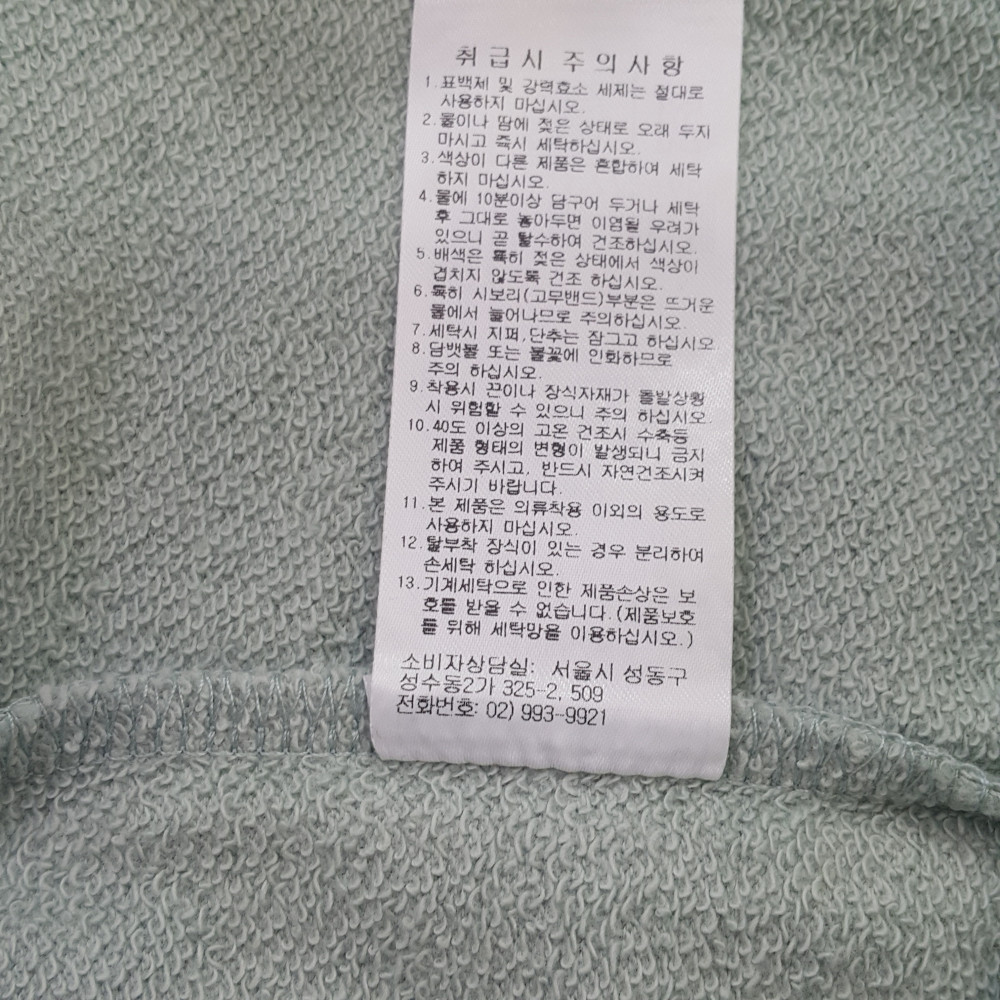 취급시 주의사항
1.표백제 및 강력효소 세제는 절대로
사용하지 마십시오.
2.물이나 땀에 젖은 상태로 오래 두지
마시고 즉시 세탁하십시오.
3.색상이 다른 제품은 혼합하여 세탁
하지 마십시오.
4.물에 10분이상 담구어 두거나 세탁
후 그대로 놓아두면 이염될 우려가
있으니 곧 탈수하여 건조하십시오.
5.배색은 특히 젖은 상태에서 색상이
겹치지 않도록 건조 하십시오.
6.특히 시보리(고무밴드)부분은 뜨거운
물에서 늘어나므로 주의하십시오.
7.세탁시 지퍼,단추는 잠그고 하십시오.
8.담뱃불 또는 불꽃에 인화하므로
주의 하십시오.
9.착용시 끈이나 장식자재가 돌발상황
시 위험할 수 있으니 주의 하십시오.
10.40도 이상의 고온 건조시 수축등
제품 형태의 변형이 발생되니 금지
하여 주시고, 반드시 자연건조시켜
주시기 바랍니다.
11.본 제품은 의류착용 이외의 용도로
사용하지 마십시오.
12.탈부착 장식이 있는 경우 분리하여
손세탁 하십시오.
13.기계세탁으로 인한 제품손상은 보
호를 받을 수 없습니다.(제품보호
를 위해 세탁망을 이용하십시오.)
소비자상담실: 서울시 성동구
성수동2가 325-2, 509
전화번호: 02) 993-9921